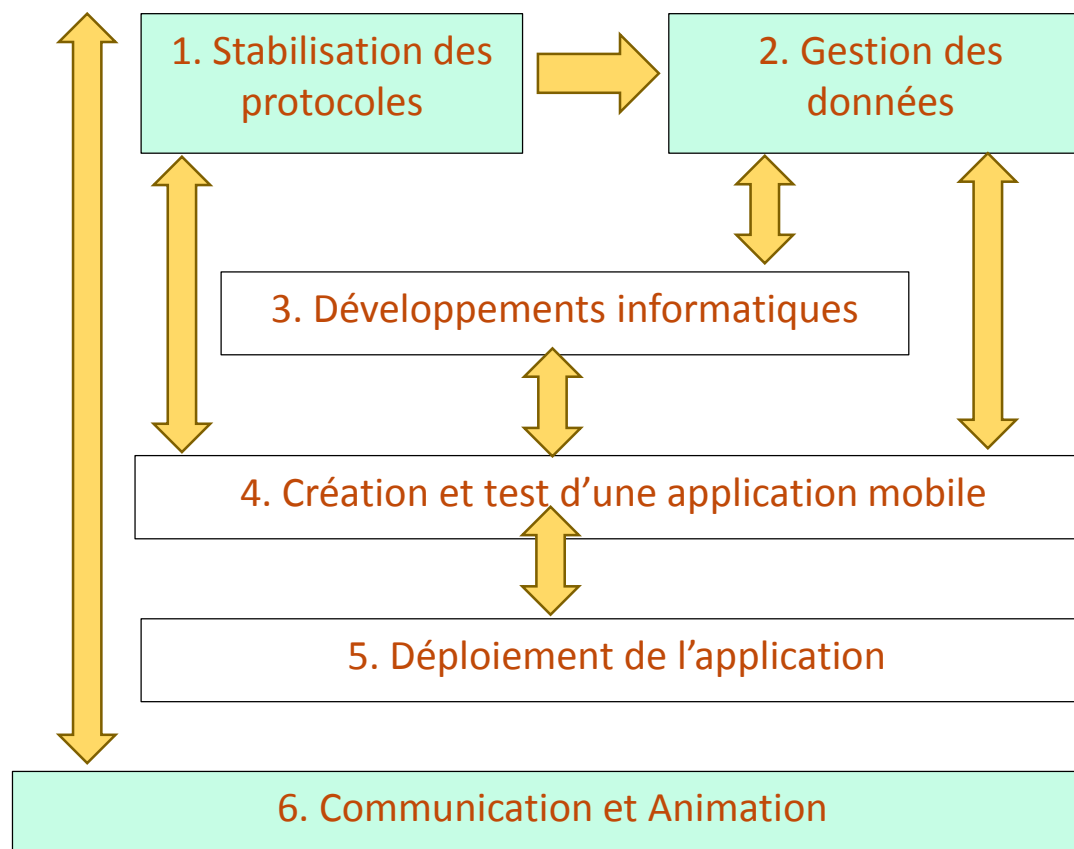 1. Stabilisation des
protocoles
2. Gestion des
données
3. Développements informatiques
4. Création et test d’une application mobile
5. Déploiement de l’application
6. Communication et Animation